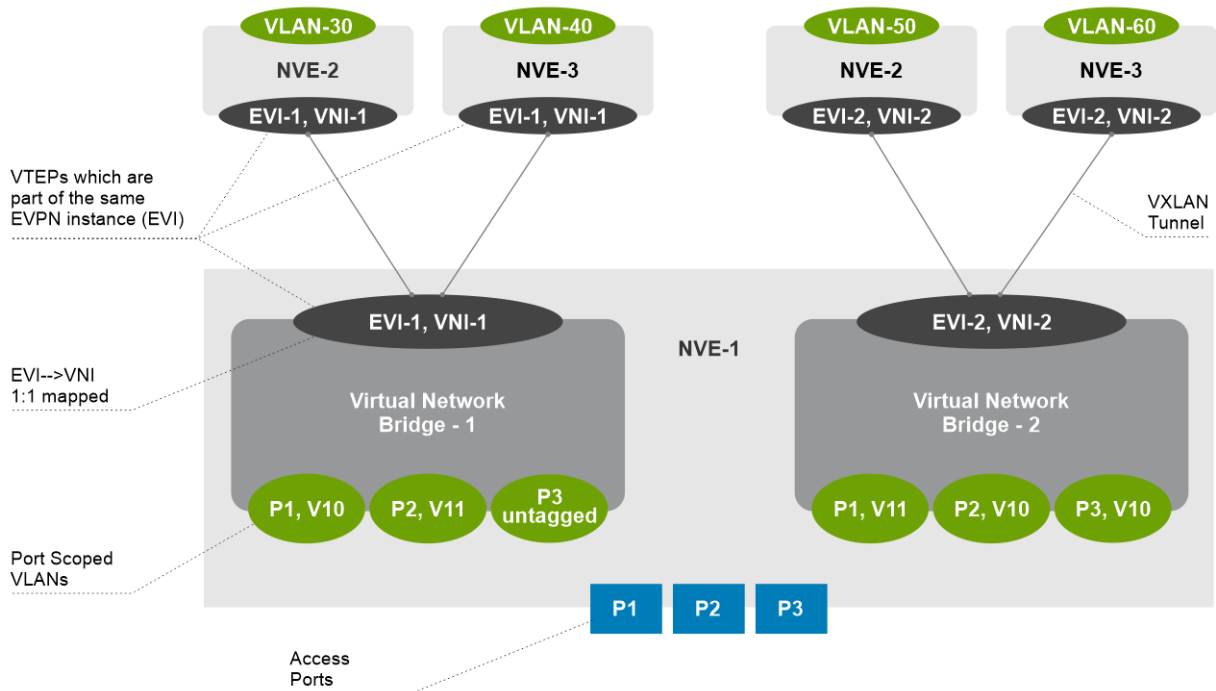 VLAN-30
VLAN-40
VLAN-50
VLAN-60
NVE-2
NVE-3
NVE-2
NVE-3
EVI-1, VNI-1
EVI-1, VNI-1
EVI-2, VNI-2
EVI-2, VNI-2
VTEPs which are
part of the same
EVPN instance (EVI)
VXLAN
Tunnel
EVI-1, VNI-1
EVI-2, VNI-2
NVE-1
EVI-->VNI
1:1 mapped
Virtual Network
Bridge - 1
Virtual Network
Bridge - 2
P1, V10
P2, V11
P3
untagged
P1, V11
P2, V10
P3, V10
Port Scoped
VLANs
P1
P2
P3
Access
Ports